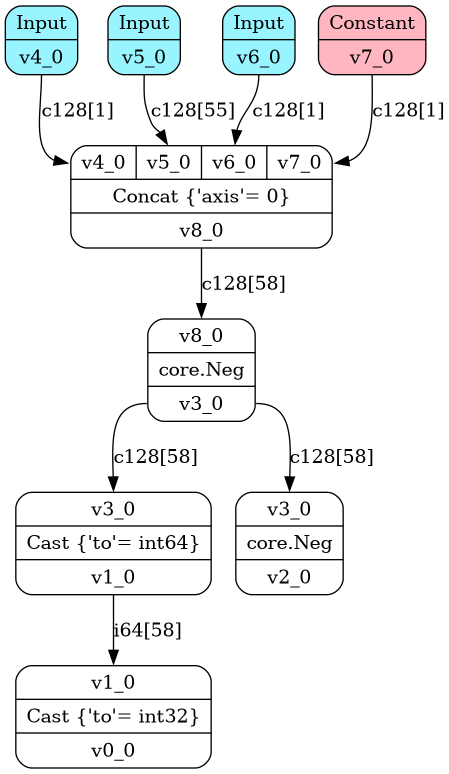 Input
v4_0
Input
v5_0
Input
v6_0
Constant
v7_0
c128[1]
c128[55]
c128[1]
c128[1]
v4_0 v5_0 v6_0 v7_0
Concat {'axis'= 0}
v8_0
c128[58]
v8_0
core.Neg
v3_0
c128[58]
c128[58]
v3_0
Cast {'to'= int64}
v1_0
v3_0
core.Neg
v2_0
i64[58]
v1_0
Cast {'to'= int32}
v0_0